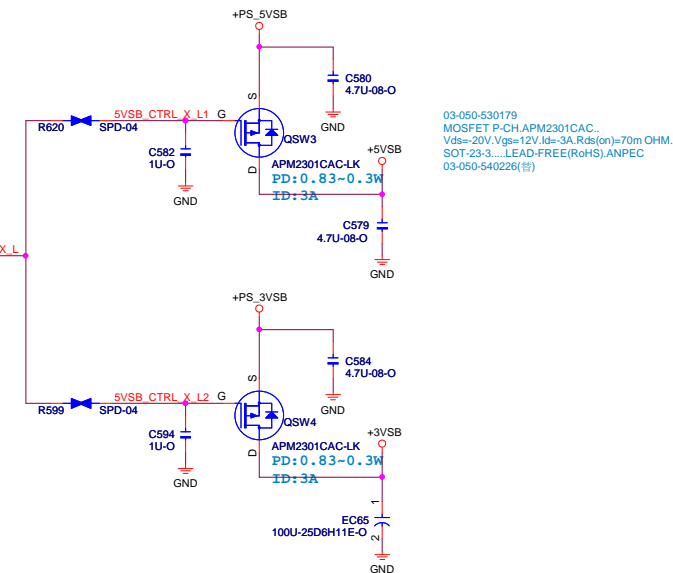 +PS_5VSB
C580
4.7U-08-O
GND
S
5VSB_CTRL_X_L1
G
R620
SPD-04
QSW3
C582
1U-O
GND
D
APM2301CAC-LK
PD:0.83~0.3W
ID:3A
+5VSB
C579
4.7U-08-O
GND
03-050-530179
MOSFET P-CH.APM2301CAC..
Vds=-20V.Vgs=12V.Id=-3A.Rds(on)=70m OHM.
SOT-23-3.....LEAD-FREE(RoHS).ANPEC
03-050-540226(替)
X_L
+PS_3VSB
C584
4.7U-08-O
GND
S
5VSB_CTRL_X_L2
G
R599
SPD-04
QSW4
C594
1U-O
GND
D
APM2301CAC-LK
PD:0.83~0.3W
ID:3A
+3VSB
1
EC65
100U-25D6H11E-O
2
GND